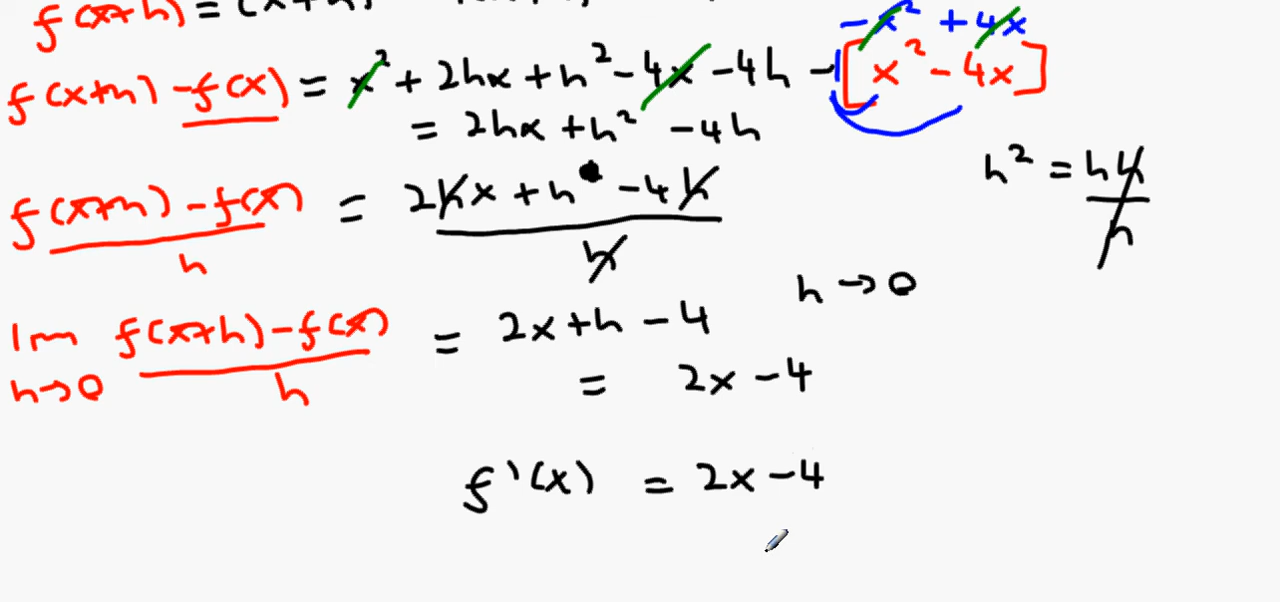 f(x+h) = (x+h)
f(x+h) - f(x) = x² + 2hx + h² - 4x - 4h - [x² - 4x]
- x² + 4x
= 2hx + h² - 4h
f(x+h) - f(x) / h = 2hx + h - 4h / h
h² = hh / h
lim h→0 f(x+h) - f(x) / h = 2x + h - 4
h → 0
= 2x - 4
f'(x) = 2x - 4